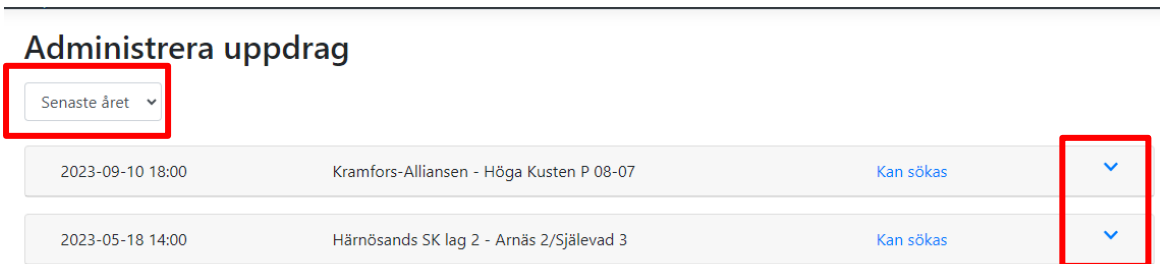 Administrera uppdrag
Senaste året
2023-09-10 18:00 Kramfors-Alliansen - Höga Kusten P 08-07 Kan sökas
2023-05-18 14:00 Härnösands SK lag 2 - Arnäs 2/Själevad 3 Kan sökas